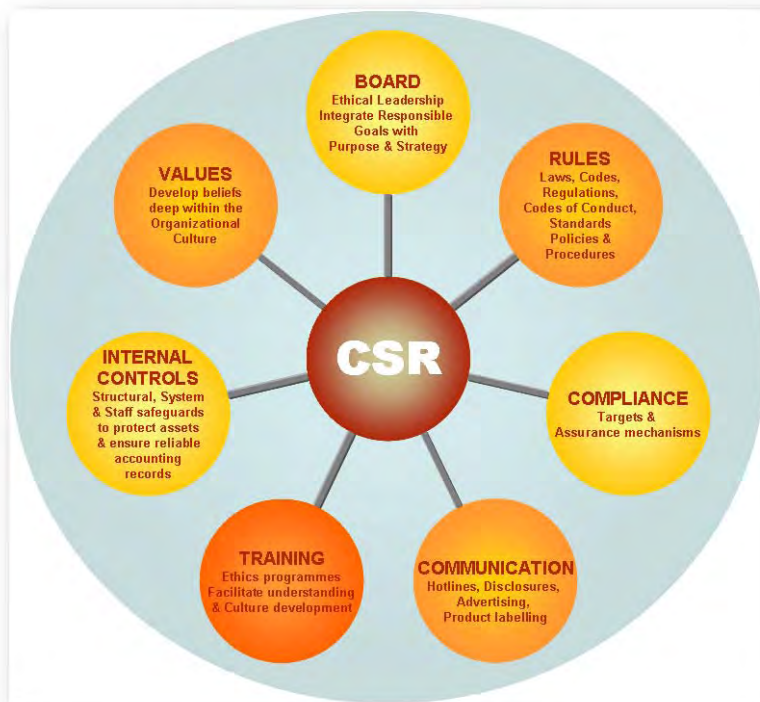 BOARD
Ethical Leadership
Integrate Responsible
Goals with
Purpose & Strategy
RULES
Laws, Codes,
Regulations,
Codes of Conduct,
Standards
Policies &
Procedures
COMPLIANCE
Targets &
Assurance mechanisms
COMMUNICATION
Hotlines, Disclosures,
Advertising,
Product labelling
TRAINING
Ethics programmes
Facilitate understanding
& Culture development
INTERNAL
CONTROLS
Structural, System
& Staff safeguards
to protect assets
& ensure reliable
accounting
records
VALUES
Develop beliefs
deep within the
Organizational
Culture
CSR